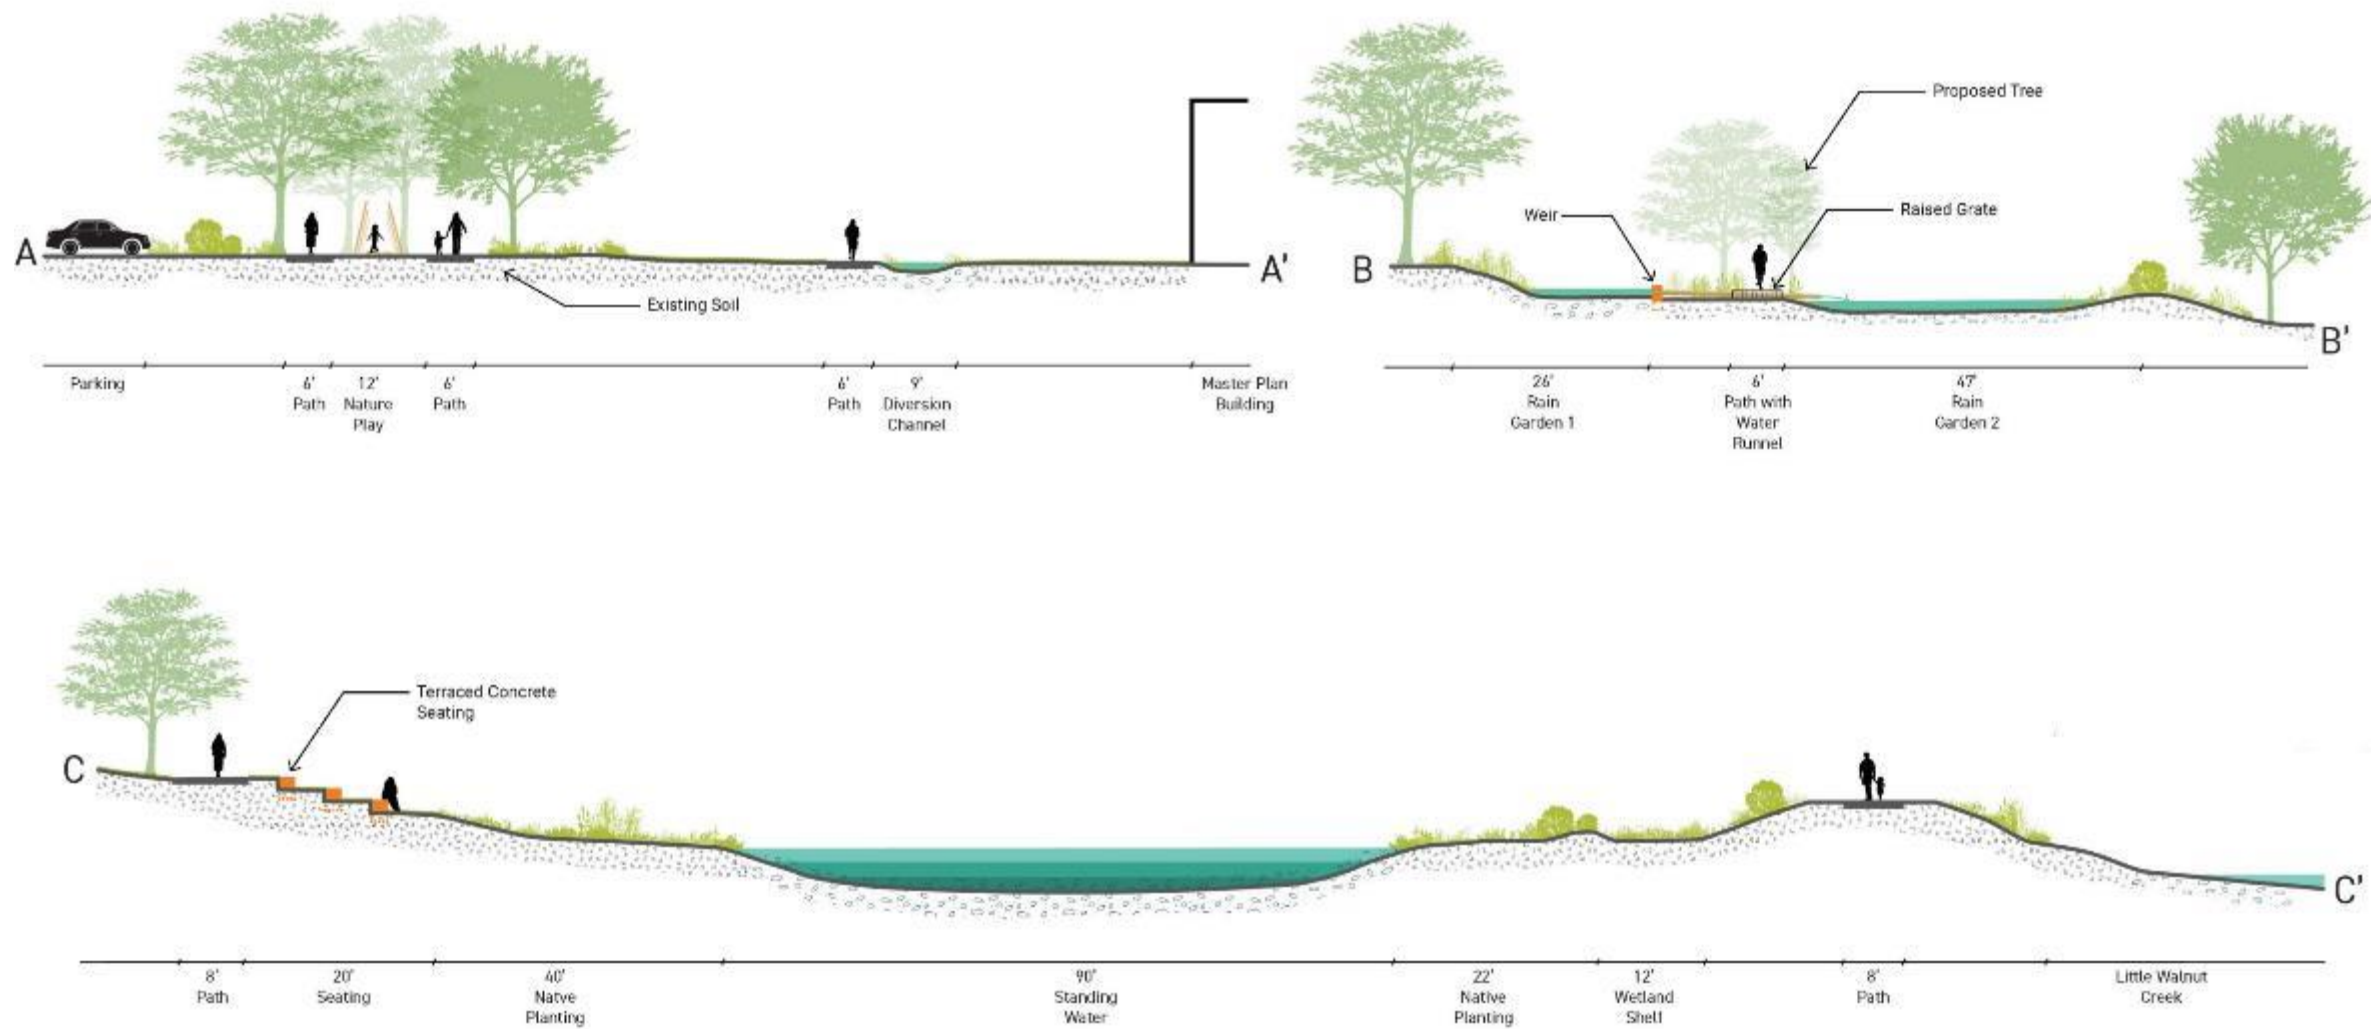 Proposed Tree
Raised Grate
Weir
A
A'
B
B'
Existing Soil
Parking
6'
Path
12'
Nature
Play
6'
Path
6'
Path
9'
Diversion
Channel
Master Plan
Building
26'
Rain
Garden 1
6'
Path with
Water
Runnel
47'
Rain
Garden 2
Terraced Concrete
Seating
C
C'
8'
Path
20'
Seating
40'
Natve
Planting
90'
Standing
Water
22'
Native
Planting
12'
Wetland
Shelf
8'
Path
Little Walnut
Creek